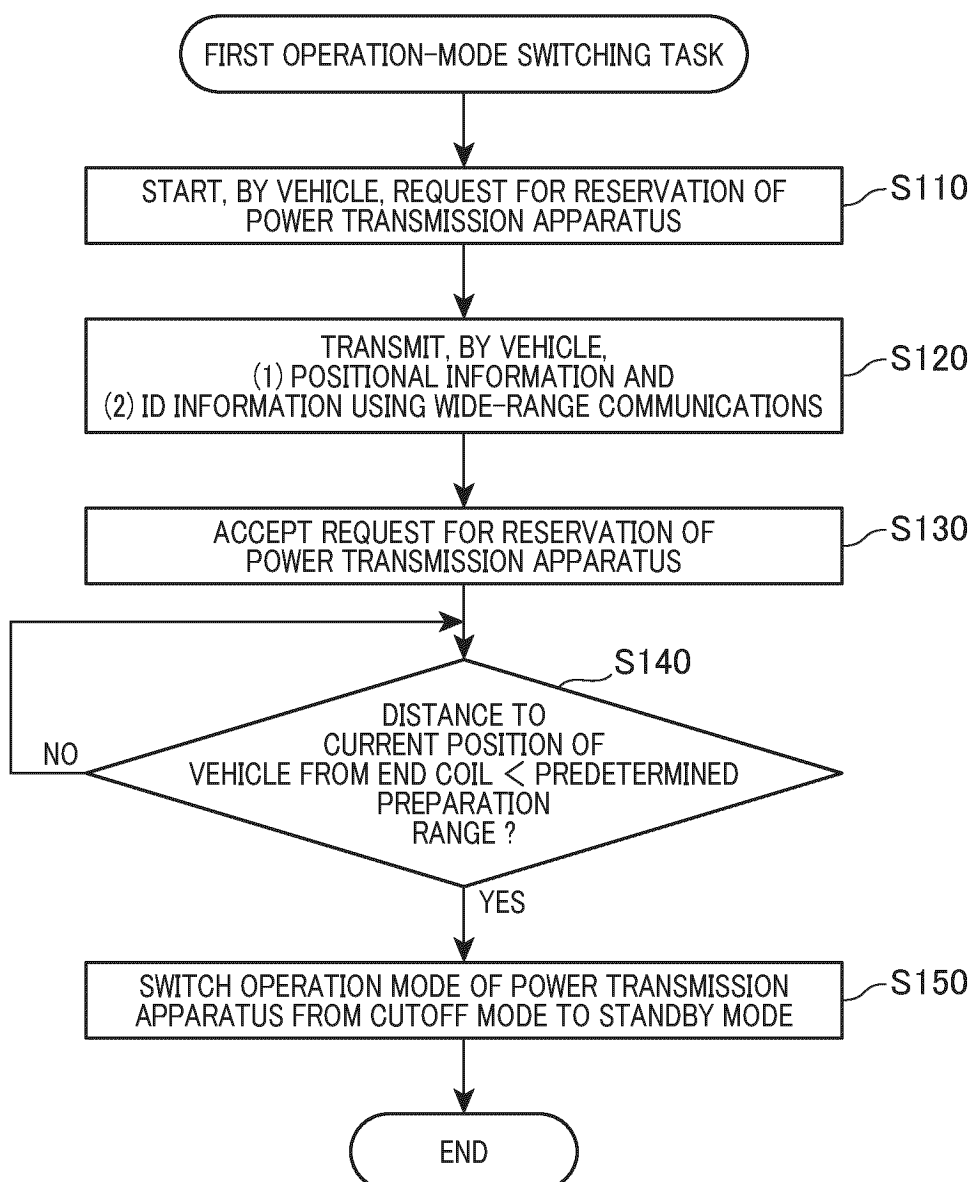 FIRST OPERATION-MODE SWITCHING TASK
START, BY VEHICLE, REQUEST FOR RESERVATION OF
POWER TRANSMISSION APPARATUS
S110
TRANSMIT, BY VEHICLE,
(1) POSITIONAL INFORMATION AND
(2) ID INFORMATION USING WIDE-RANGE COMMUNICATIONS
S120
ACCEPT REQUEST FOR RESERVATION OF
POWER TRANSMISSION APPARATUS
S130
S140
DISTANCE TO
CURRENT POSITION OF
VEHICLE FROM END COIL < PREDETERMINED
PREPARATION
RANGE ?
NO
YES
SWITCH OPERATION MODE OF POWER TRANSMISSION
APPARATUS FROM CUTOFF MODE TO STANDBY MODE
S150
END